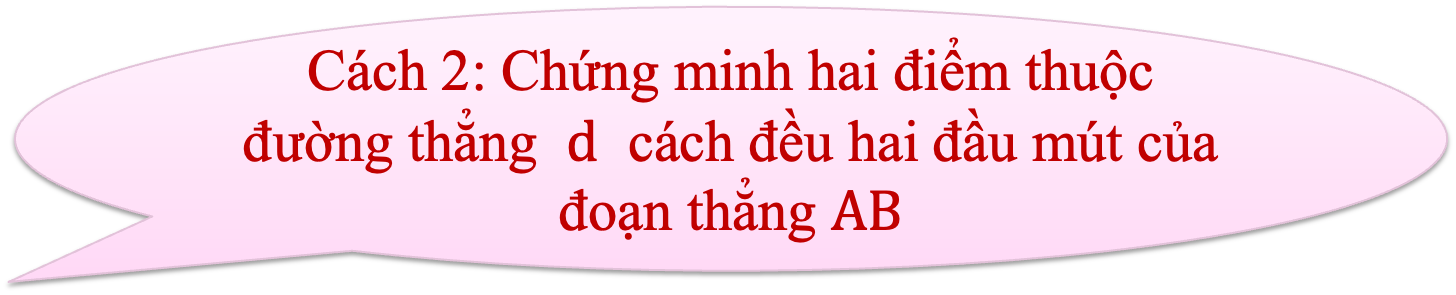 Cách 2: Chứng minh hai điểm thuộc
đường thẳng d cách đều hai đầu mút của
đoạn thẳng AB